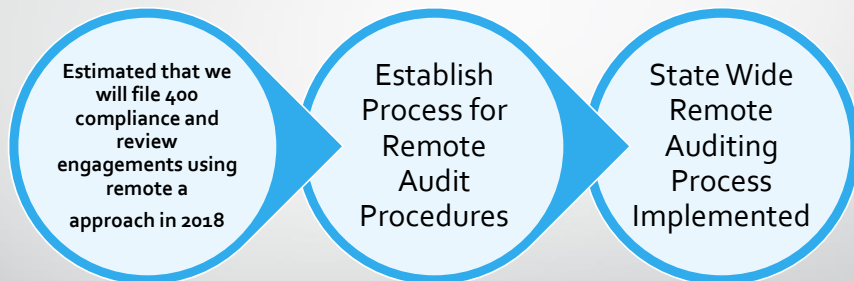 Estimated that we
will file 400
compliance and
review
engagements using
remote a
approach in 2018
Establish
Process for
Remote
Audit
Procedures
State Wide
Remote
Auditing
Process
Implemented